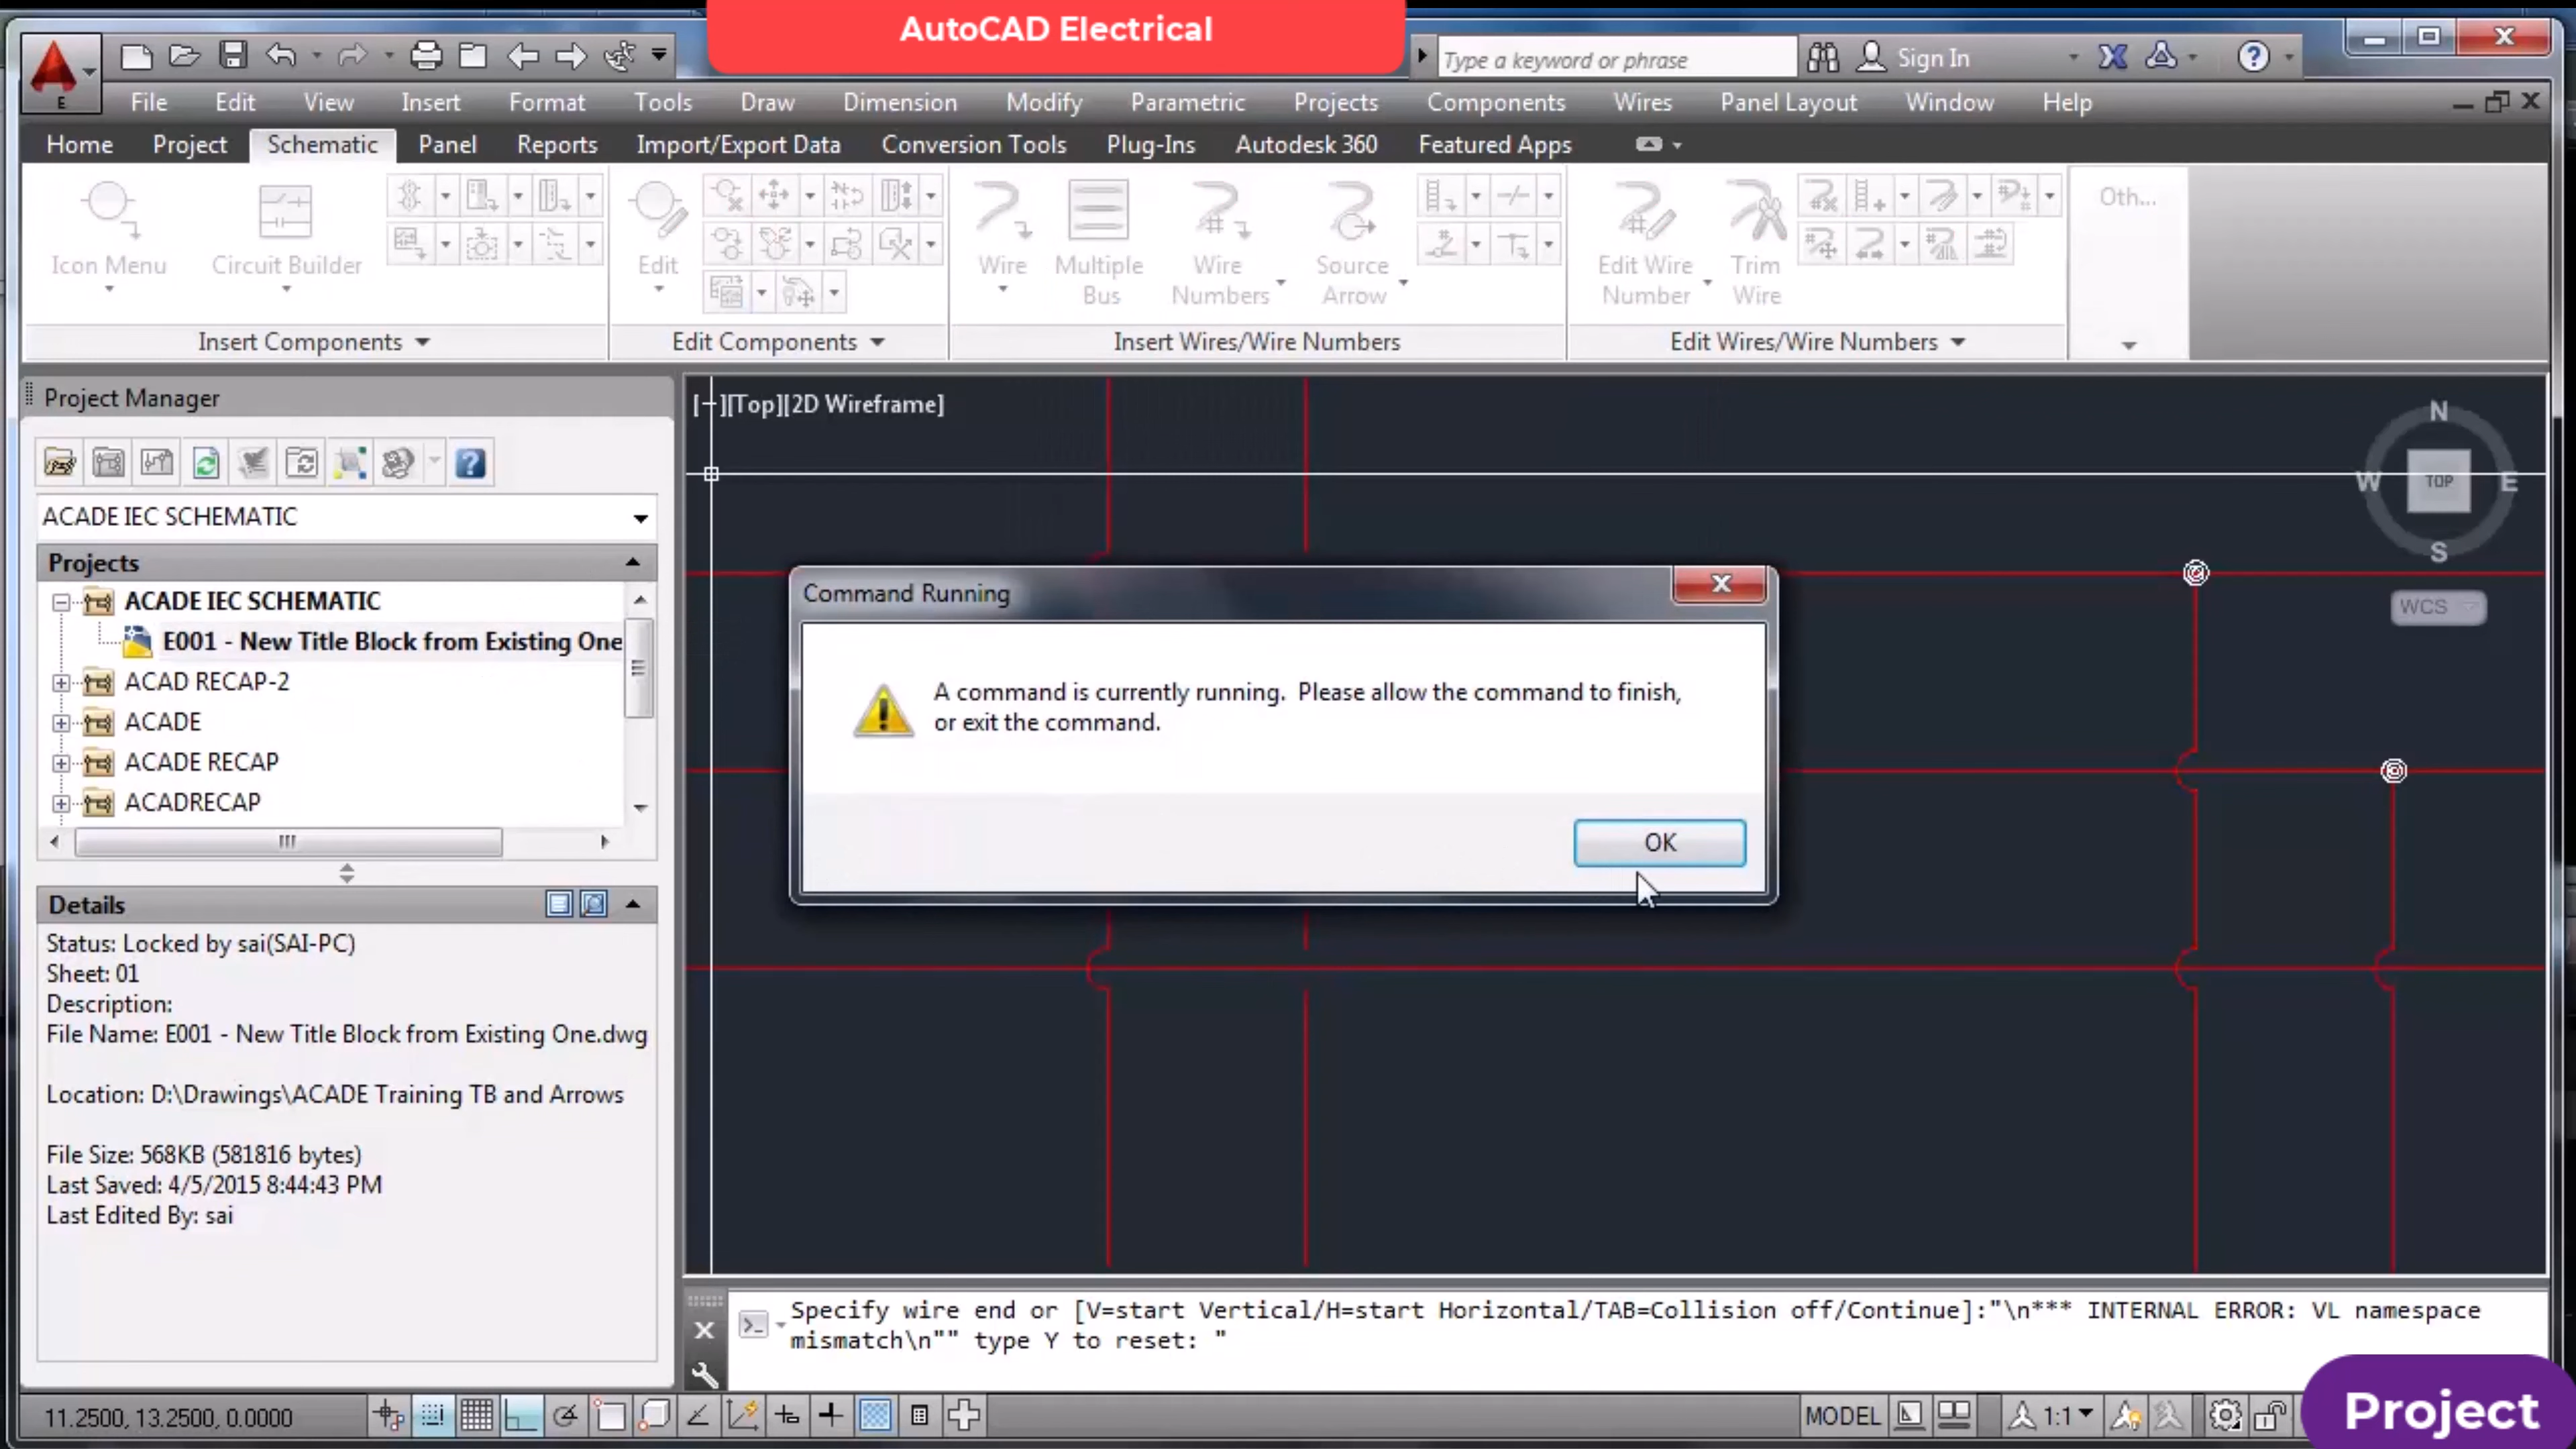 AutoCAD Electrical
Type a keyword or phrase
Sign In
E
File Edit View Insert Format Tools Draw Dimension Modify Parametric Projects Components Wires Panel Layout Window Help
Home Project Schematic Panel Reports Import/Export Data Conversion Tools Plug-Ins Autodesk 360 Featured Apps
Icon Menu
Circuit Builder
Edit
Wire
Multiple
Bus
Wire
Numbers
Source
Arrow
Edit Wire
Number
Trim
Wire
Oth...
Insert Components
Edit Components
Insert Wires/Wire Numbers
Edit Wires/Wire Numbers
Project Manager
ACADE IEC SCHEMATIC
Projects
ACADE IEC SCHEMATIC
E001 - New Title Block from Existing One
ACAD RECAP-2
ACADE
ACADE RECAP
ACADRECAP
Details
Status: Locked by sai(SAI-PC)
Sheet: 01
Description:
File Name: E001 - New Title Block from Existing One.dwg
Location: D:\Drawings\ACADE Training TB and Arrows
File Size: 568KB (581816 bytes)
Last Saved: 4/5/2015 8:44:43 PM
Last Edited By: sai
[-][Top][2D Wireframe]
N
W TOP E
S
WCS
Command Running
A command is currently running. Please allow the command to finish,
or exit the command.
OK
Specify wire end or [V=start Vertical/H=start Horizontal/TAB=Collision off/Continue]:"\n*** INTERNAL ERROR: VL namespace
mismatch\n"" type Y to reset: "
11.2500, 13.2500, 0.0000
MODEL
1:1
Project